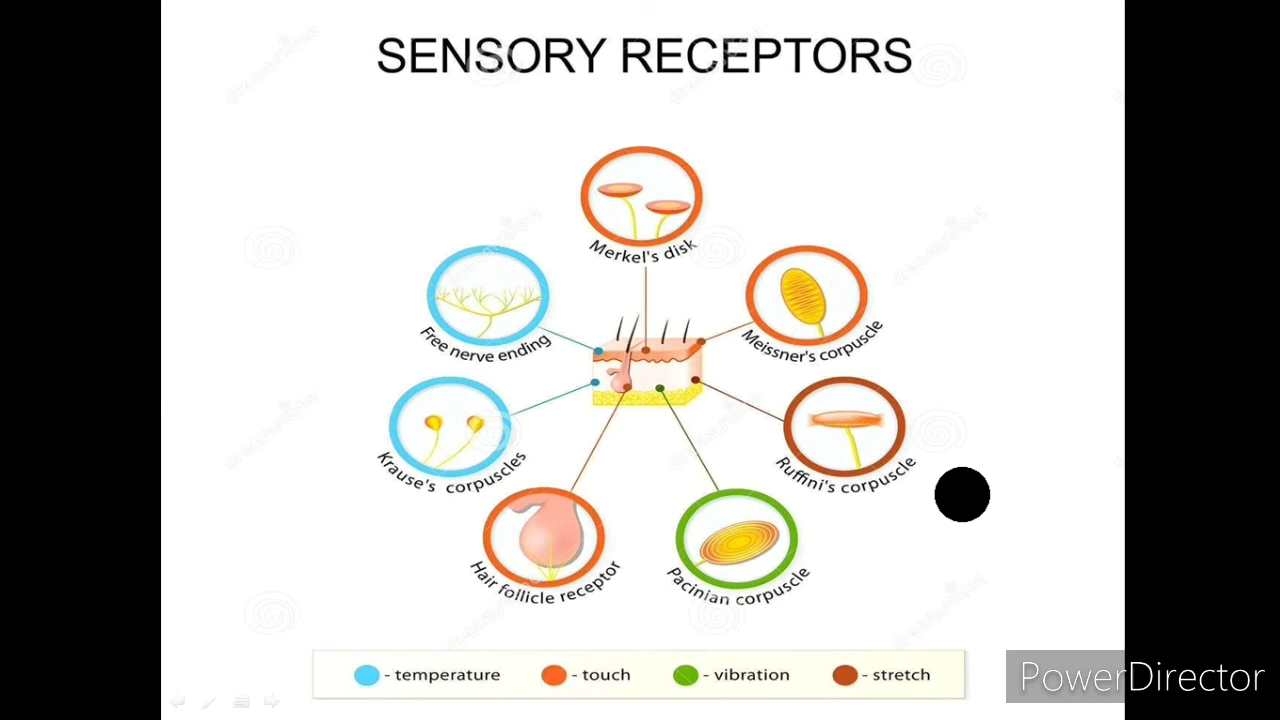 SENSORY RECEPTORS
Merkel's disk
Free nerve ending
Meissner's corpuscle
Krause's corpuscles
Ruffini's corpuscle
Hair follicle receptor
Pacinian corpuscle
- temperature - touch - vibration - stretch
PowerDirector